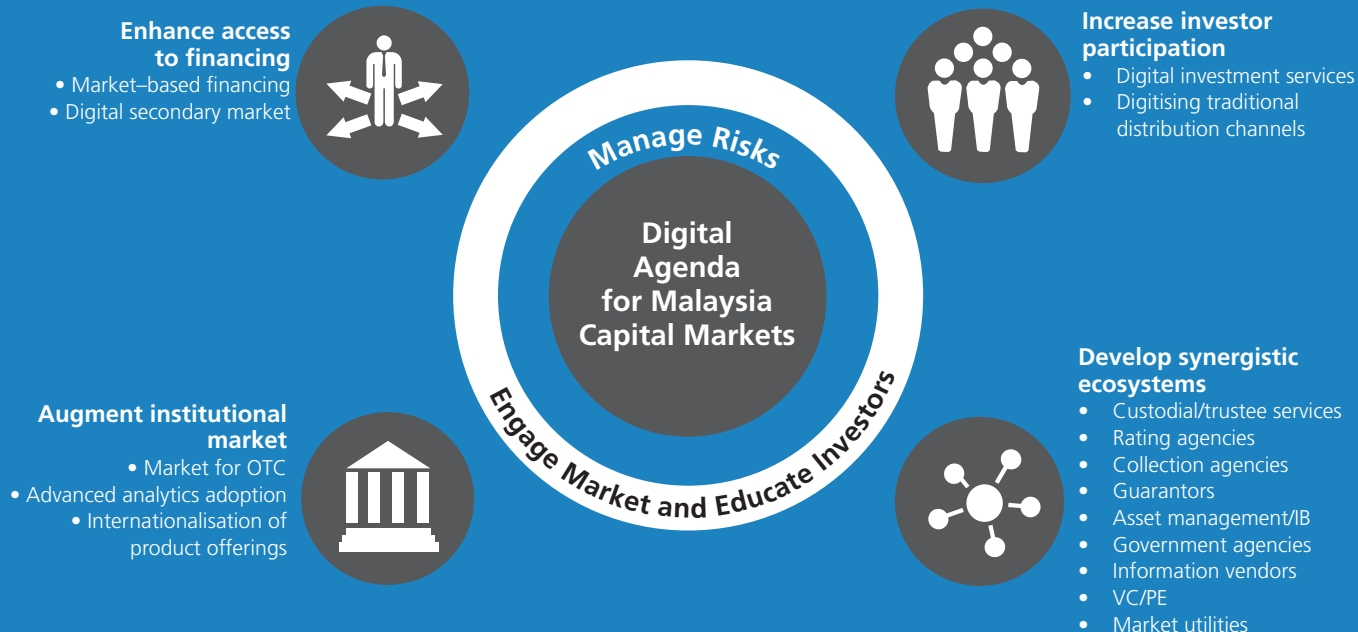 Enhance access
to financing
• Market–based financing
• Digital secondary market
Increase investor
participation
• Digital investment services
• Digitising traditional
distribution channels
Manage Risks
Digital
Agenda
for Malaysia
Capital Markets
Engage Market and Educate Investors
Augment institutional
market
• Market for OTC
• Advanced analytics adoption
• Internationalisation of
product offerings
Develop synergistic
ecosystems
• Custodial/trustee services
• Rating agencies
• Collection agencies
• Guarantors
• Asset management/IB
• Government agencies
• Information vendors
• VC/PE
• Market utilities